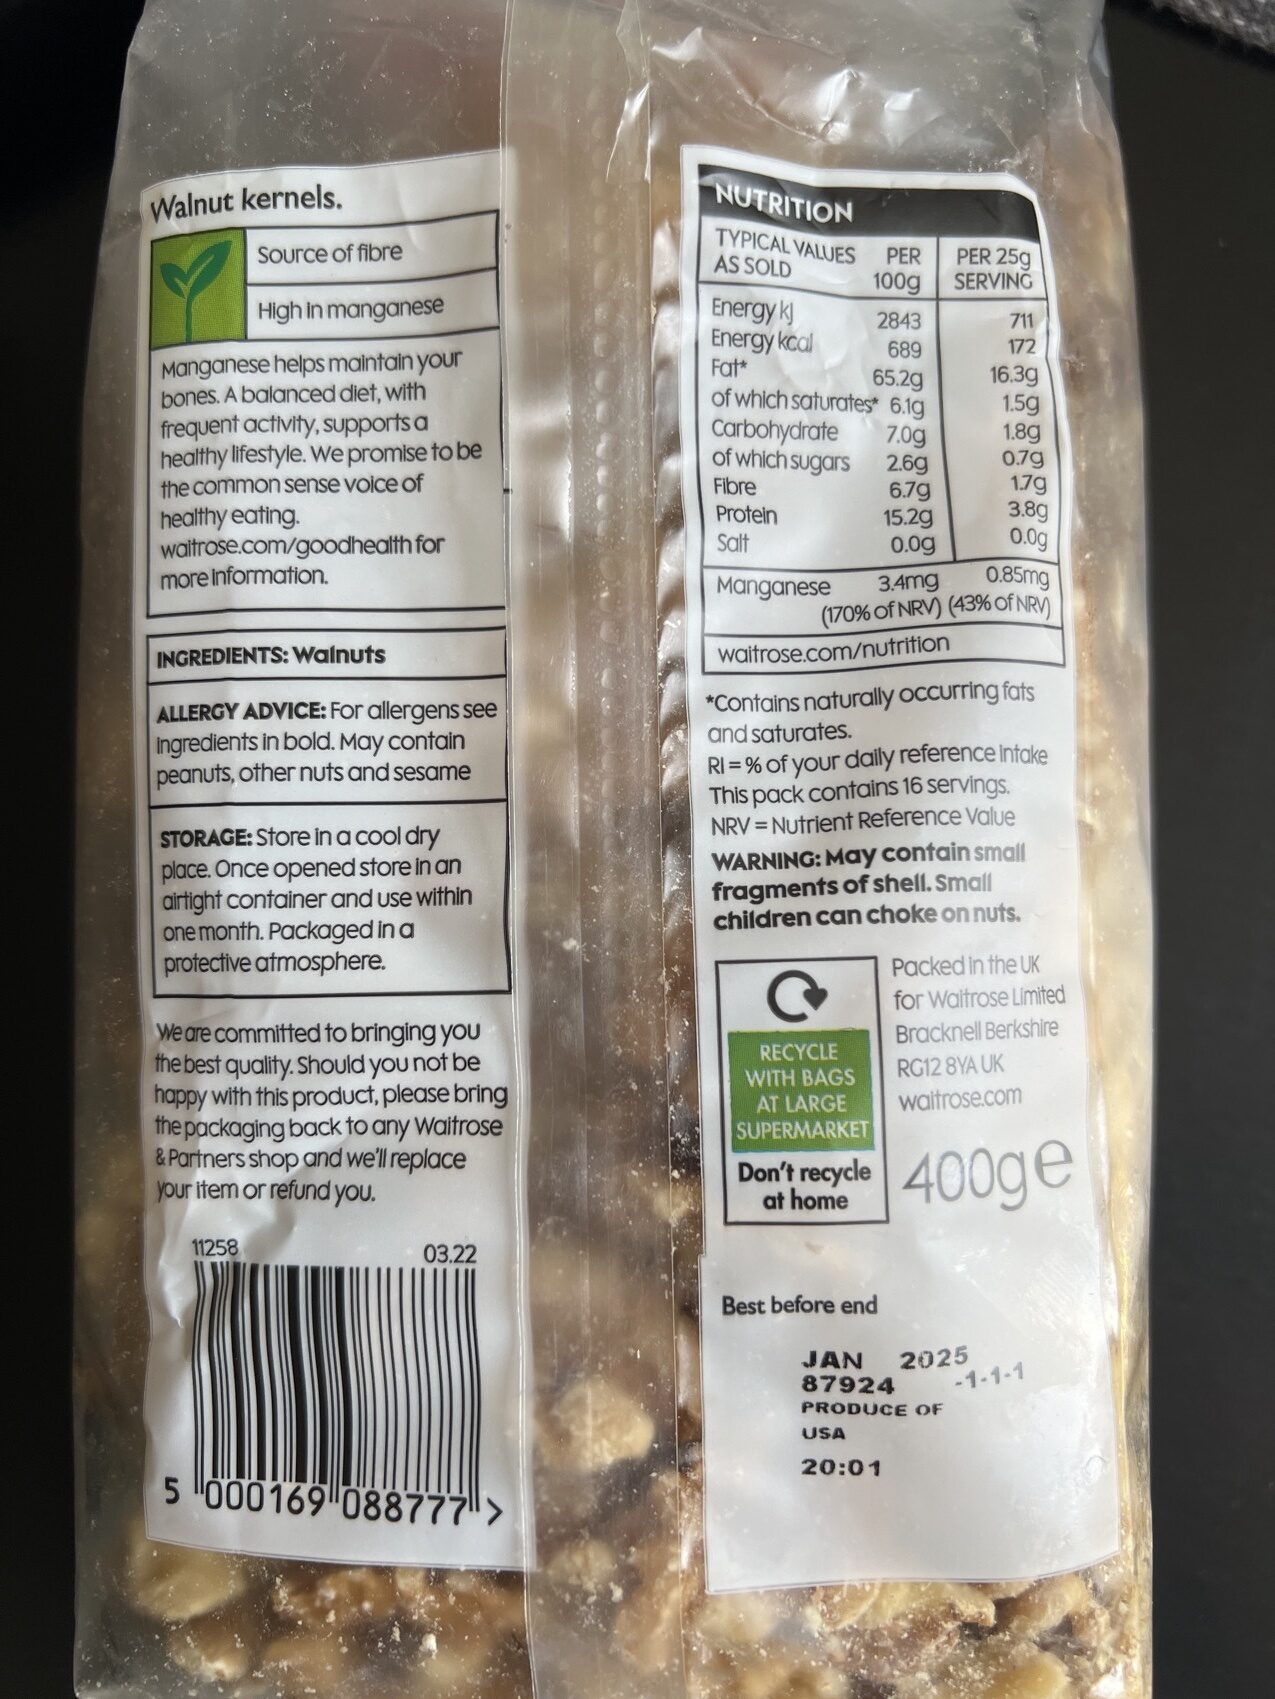 Walnut kernels.
Source of fibre
High in manganese
Manganese helps maintain your
bones. A balanced diet, with
frequent activity, supports a
healthy lifestyle. We promise to be
the common sense voice of
healthy eating.
waitrose.com/goodhealth for
more information.
INGREDIENTS: Walnuts
ALLERGY ADVICE: For allergens see
ingredients in bold. May contain
peanuts, other nuts and sesame
STORAGE: Store in a cool dry
place. Once opened store in an
airtight container and use within
one month. Packaged in a
protective atmosphere.
We are committed to bringing you
the best quality. Should you not be
happy with this product, please bring
the packaging back to any Waitrose
& Partners shop and we'll replace
your item or refund you.
11258 03.22
5 000169 088777 >
NUTRITION
TYPICAL VALUES PER PER 25g
AS SOLD 100g SERVING
Energy kJ 2843 711
Energy kcal 689 172
Fat* 65.2g 16.3g
of which saturates* 6.1g 1.5g
Carbohydrate 7.0g 1.8g
of which sugars 2.6g 0.7g
Fibre 6.7g 1.7g
Protein 15.2g 3.8g
Salt 0.0g 0.0g
Manganese 3.4mg 0.85mg
(170% of NRV) (43% of NRV)
waitrose.com/nutrition
*Contains naturally occurring fats
and saturates.
RI = % of your daily reference intake
This pack contains 16 servings.
NRV = Nutrient Reference Value
WARNING: May contain small
fragments of shell. Small
children can choke on nuts.
RECYCLE
WITH BAGS
AT LARGE
SUPERMARKET
Don't recycle
at home
Packed in the UK
for Waitrose Limited
Bracknell Berkshire
RG12 8YA UK
waitrose.com
400g e
Best before end
JAN 2025
87924 -1-1-1
PRODUCE OF
USA
20:01